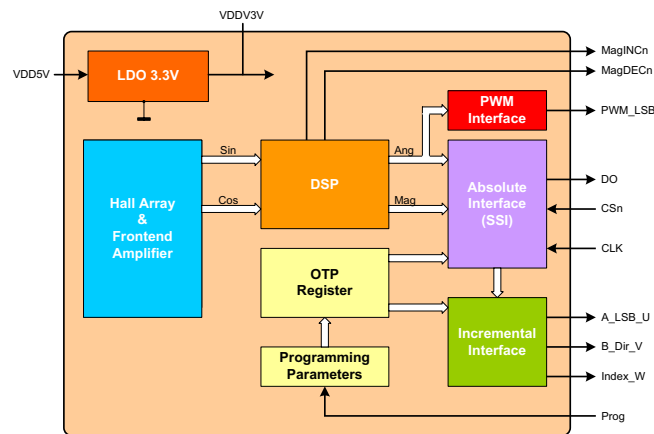 VDDV3V
VDD5V
LDO 3.3V
MagINCn
MagDECn
PWM
Interface
PWM_LSB
Sin
Cos
Hall Array
&
Frontend
Amplifier
DSP
Ang
Mag
Absolute
Interface
(SSI)
DO
CSn
CLK
OTP
Register
Programming
Parameters
Incremental
Interface
A_LSB_U
B_Dir_V
Index_W
Prog